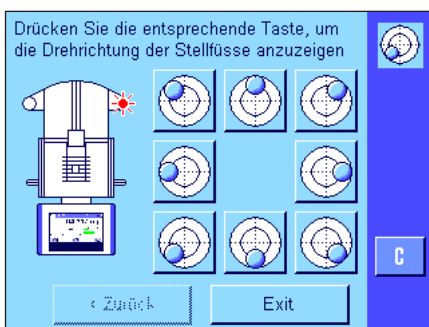 Drücken Sie die entsprechende Taste, um
die Drehrichtung der Stellfüsse anzuzeigen
C
< Zurück
Exit